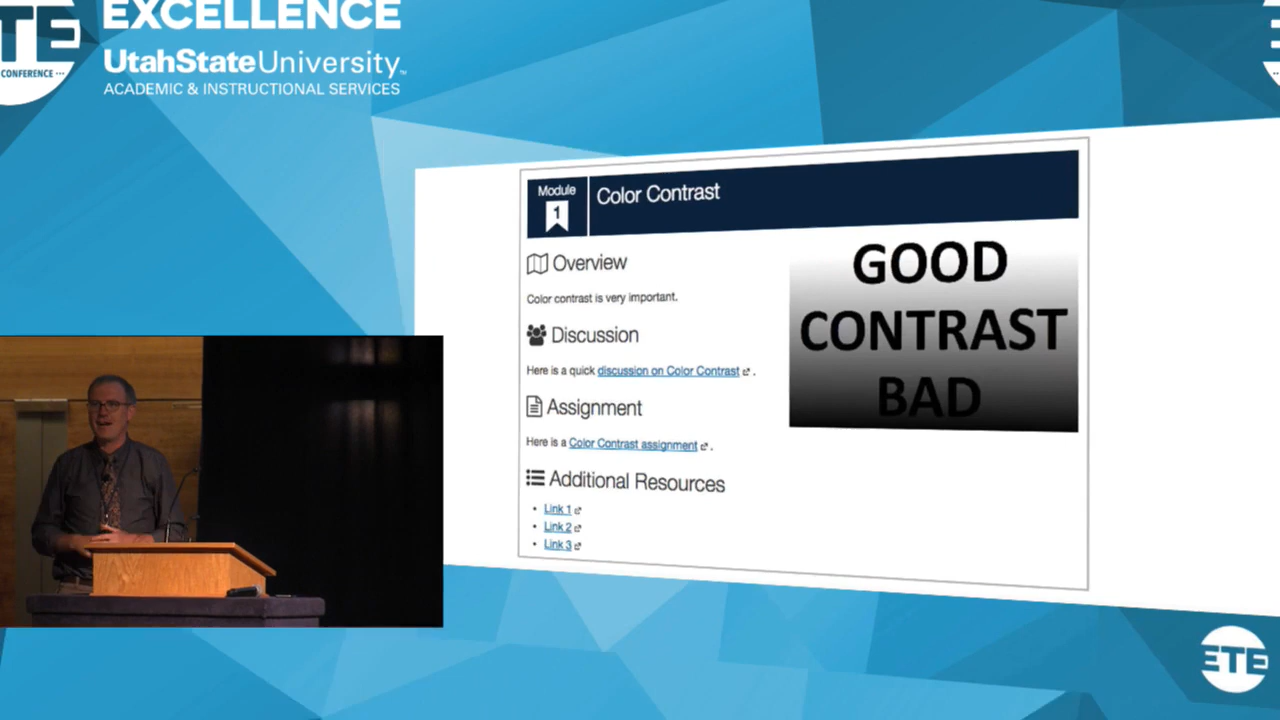 EXCELLENCE
UtahStateUniversity
ACADEMIC & INSTRUCTIONAL SERVICES
TE
CONFERENCE
Module
1
Color Contrast
Overview
Color contrast is very important.
Discussion
Here is a quick discussion on Color Contrast .
Assignment
Here is a Color Contrast assignment .
Additional Resources
• Link 1
• Link 2
• Link 3
GOOD
CONTRAST
BAD
ETE